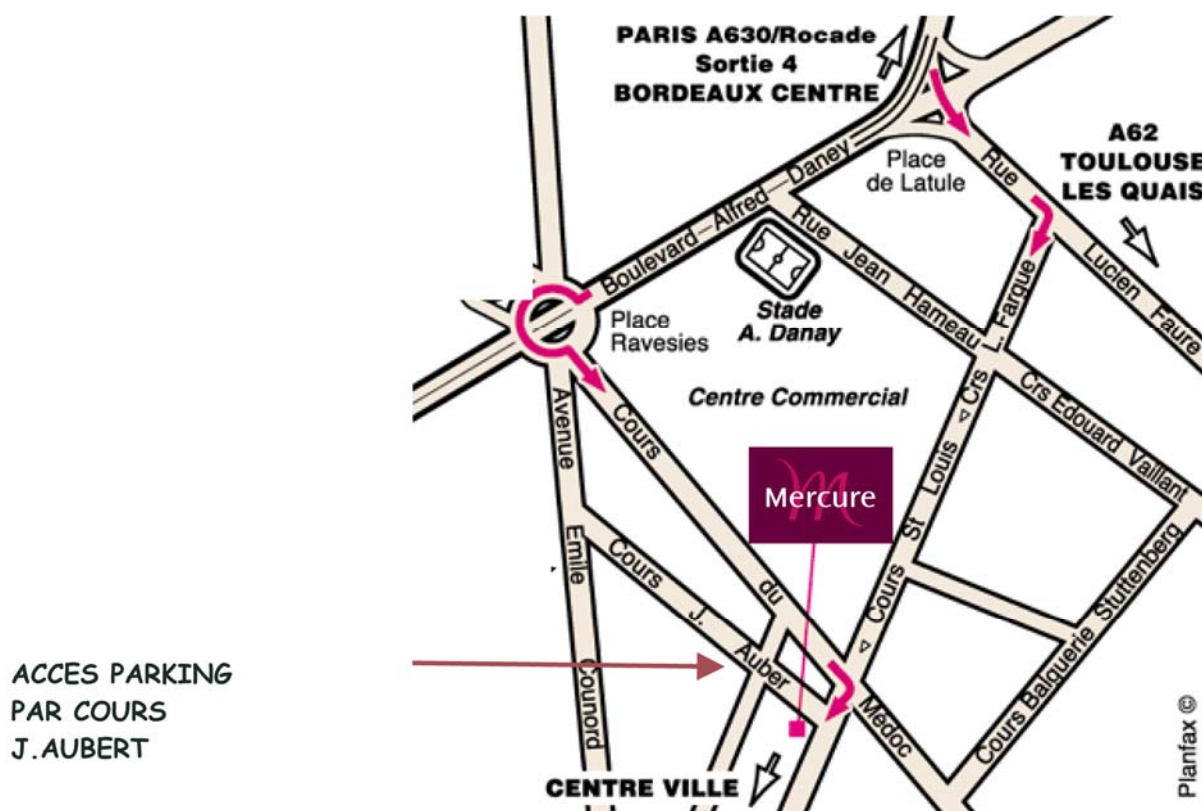 PARIS A630/Rocade
Sortie 4
BORDEAUX CENTRE
A62
TOULOUSE
LES QUAIS
Place
de Latule
Rue Lucien Faure
Boulevard-Alfred-Daney
Rue Jean Hameau
Crs L. Fargue
Stade
A. Danay
Place
Ravesies
Centre Commercial
Crs Edouard Vaillant
Avenue Emile Counord
Cours du Médoc
Mercure
Cours St Louis
Cours J. Auber
Cours Balquerie Stuttenberg
ACCES PARKING
PAR COURS
J.AUBERT
CENTRE VILLE
Planfax ©